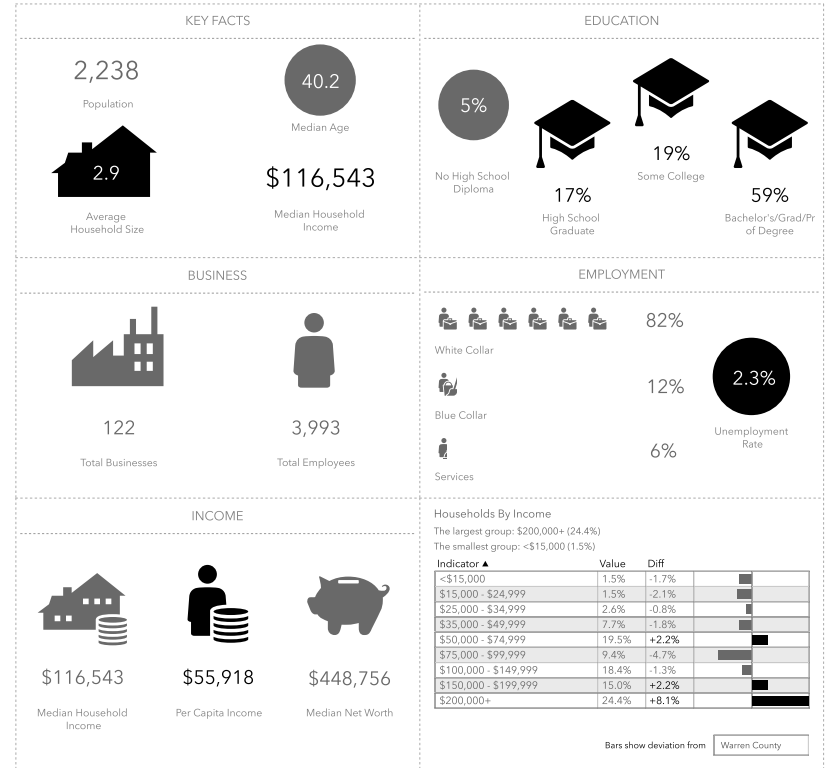 KEY FACTS
2,238
Population
40.2
Median Age
2.9
Average
Household Size
$116,543
Median Household
Income
EDUCATION
5%
No High School
Diploma
17%
High School
Graduate
19%
Some College
59%
Bachelor's/Grad/Pr
of Degree
BUSINESS
122
Total Businesses
3,993
Total Employees
EMPLOYMENT
82%
White Collar
12%
Blue Collar
6%
Services
2.3%
Unemployment
Rate
INCOME
$116,543
Median Household
Income
$55,918
Per Capita Income
$448,756
Median Net Worth
Households By Income
The largest group: $200,000+ (24.4%)
The smallest group: <$15,000 (1.5%)
Indicator ▲ Value Diff
<$15,000 1.5% -1.7%
$15,000 - $24,999 1.5% -2.1%
$25,000 - $34,999 2.6% -0.8%
$35,000 - $49,999 7.7% -1.8%
$50,000 - $74,999 19.5% +2.2%
$75,000 - $99,999 9.4% -4.7%
$100,000 - $149,999 18.4% -1.3%
$150,000 - $199,999 15.0% +2.2%
$200,000+ 24.4% +8.1%
Bars show deviation from Warren County